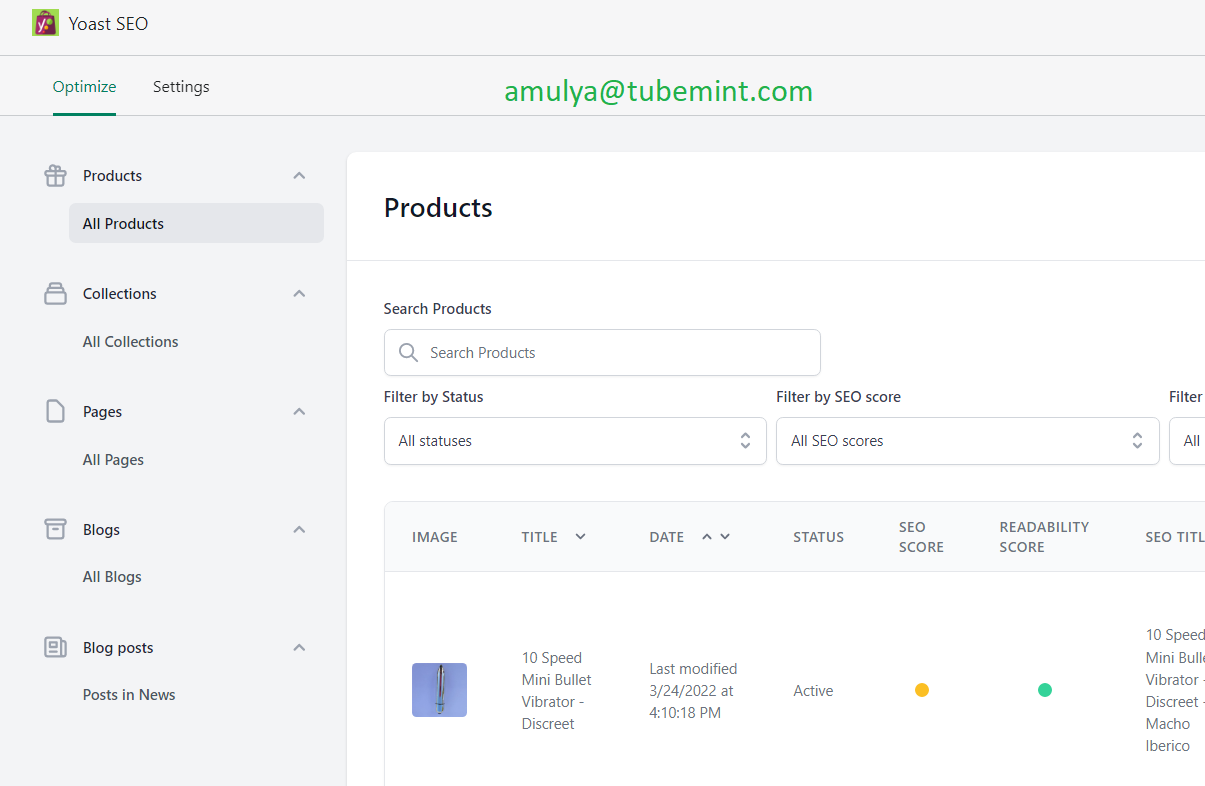 Yoast SEO
Optimize
Settings
amulya@tubemint.com
Products
All Products
Collections
All Collections
Pages
All Pages
Blogs
All Blogs
Blog posts
Posts in News
Products
Search Products
Search Products
Filter by Status
Filter by SEO score
Filter
All statuses
All SEO scores
All
IMAGE
TITLE
DATE
STATUS
SEO
SCORE
READABILITY
SCORE
SEO TITL
10 Speed
Mini Bullet
Vibrator -
Discreet
Last modified
3/24/2022 at
4:10:18 PM
Active
10 Speed
Mini Bulle
Vibrator -
Discreet -
Macho
Iberico